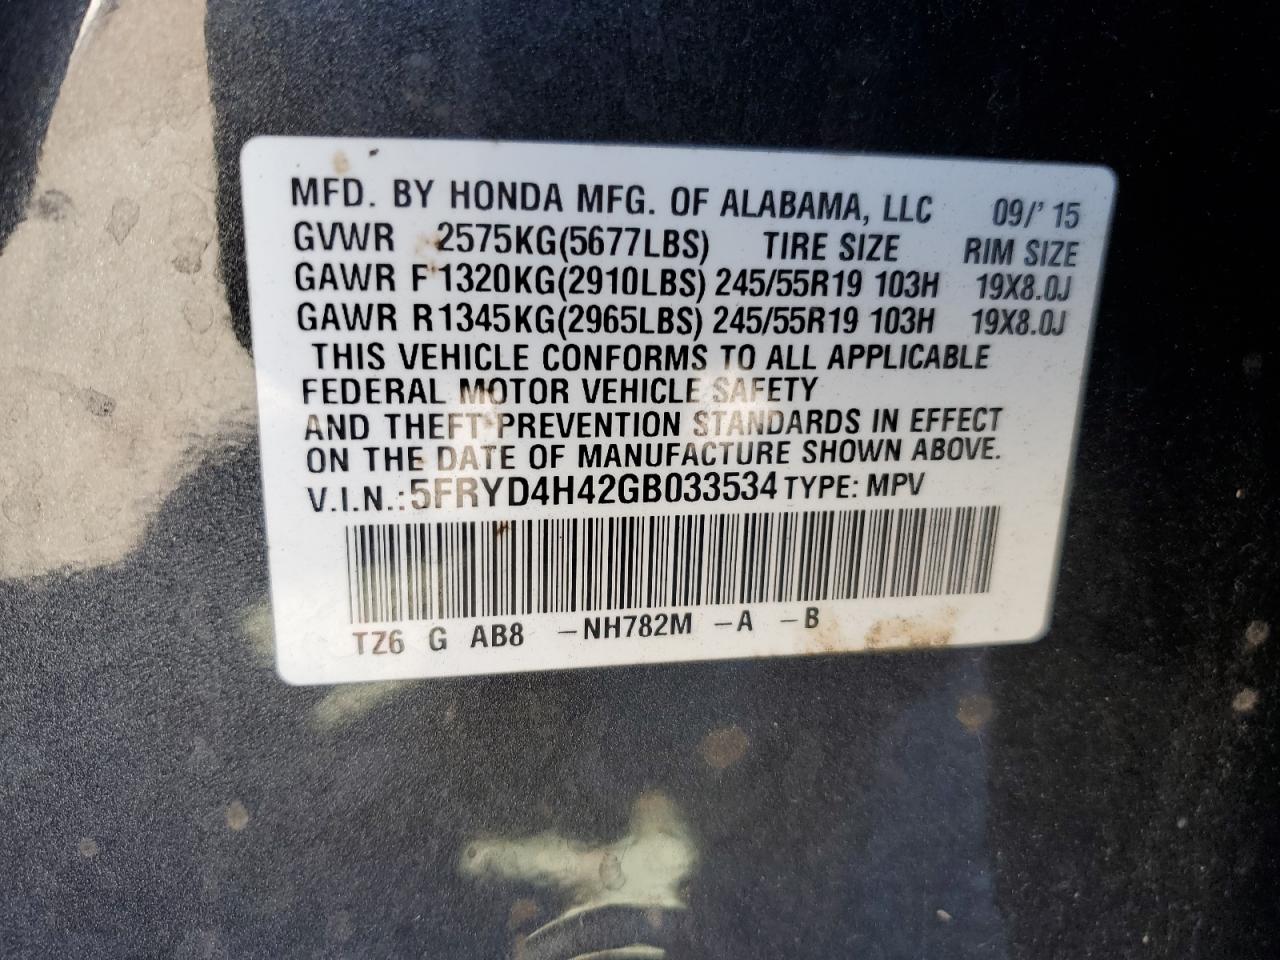 MFD. BY HONDA MFG. OF ALABAMA, LLC 09/' 15
GVWR 2575KG(5677LBS) TIRE SIZE RIM SIZE
GAWR F 1320KG(2910LBS) 245/55R19 103H 19X8.0J
GAWR R1345KG(2965LBS) 245/55R19 103H 19X8.0J
THIS VEHICLE CONFORMS TO ALL APPLICABLE
FEDERAL MOTOR VEHICLE SAFETY
AND THEFT PREVENTION STANDARDS IN EFFECT
ON THE DATE OF MANUFACTURE SHOWN ABOVE.
V.I.N.: 5FRYD4H42GB033534 TYPE: MPV
TZ6 G AB8 -NH782M -A -B